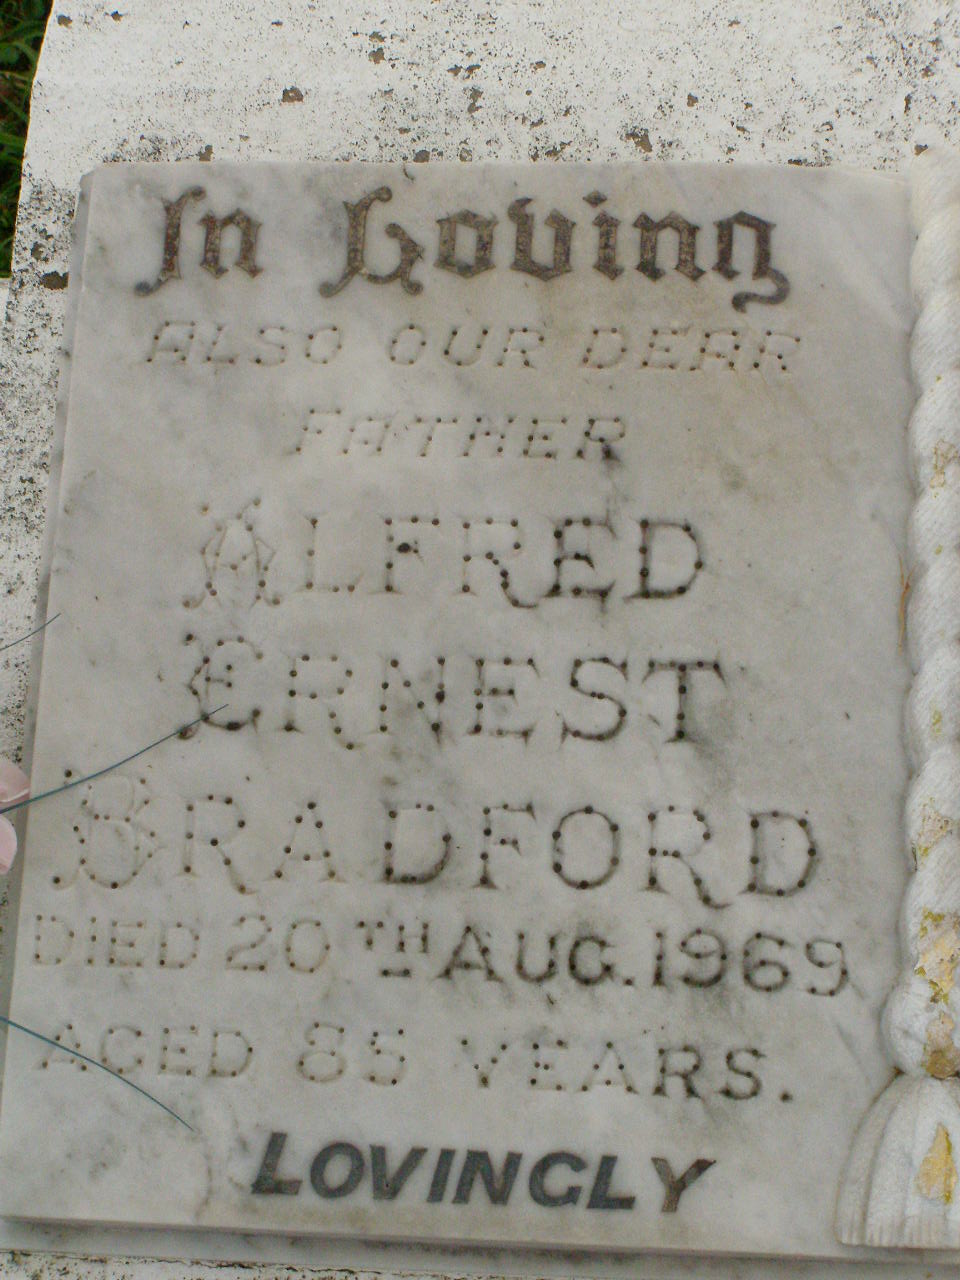 In Loving
ALSO OUR DEAR
FATHER
ALFRED
ERNEST
BRADFORD
DIED 20TH AUG. 1969
AGED 85 YEARS.
LOVINGLY